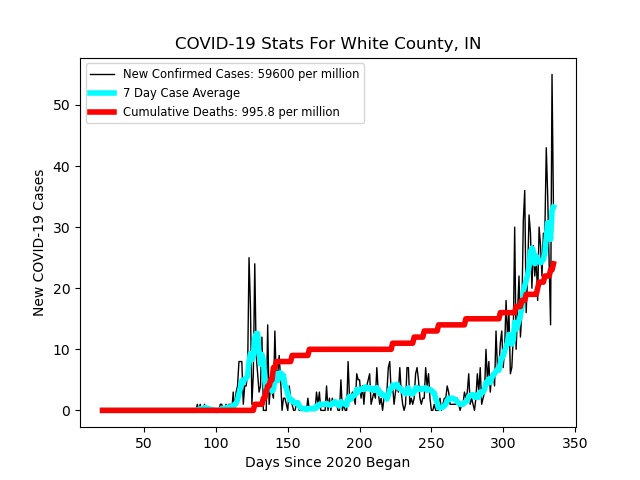 COVID-19 Stats For White County, IN
New Confirmed Cases: 59600 per million
7 Day Case Average
Cumulative Deaths: 995.8 per million
New COVID-19 Cases
50
40
30
20
10
0
50 100 150 200 250 300 350
Days Since 2020 Began